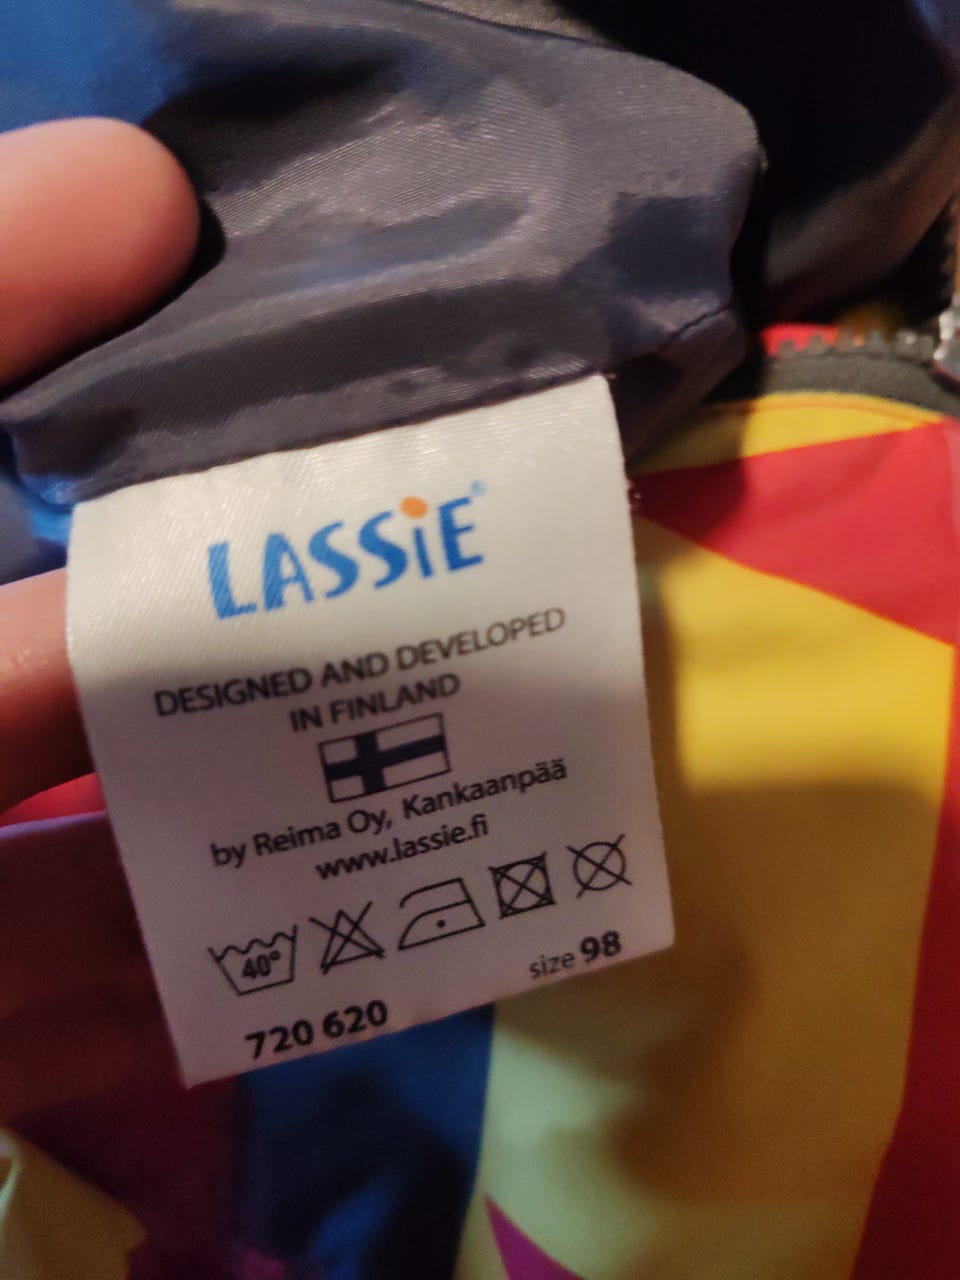 LASSiE®
DESIGNED AND DEVELOPED
IN FINLAND
by Reima Oy, Kankaanpää
www.lassie.fi
40°
size 98
720 620